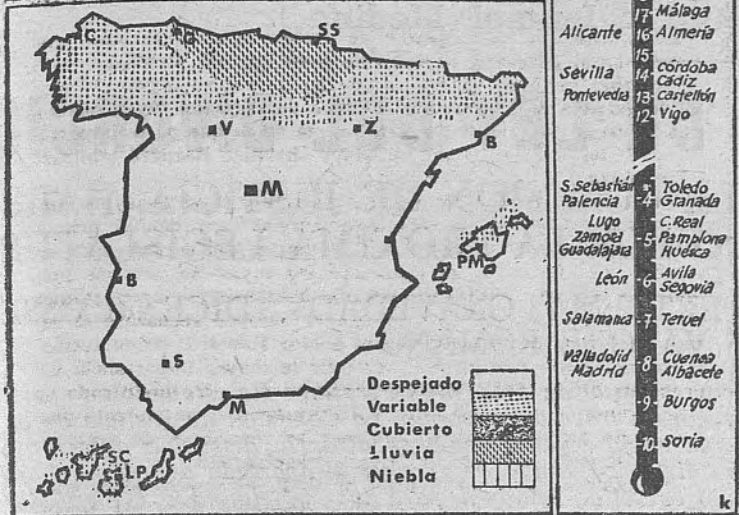 C G SS
V Z B
M
PM
B
S
M
SC
LP
Despejado
Variable
Cubierto
Lluvia
Niebla
17 Málaga
Alicante 16 Almería
15
Sevilla 14 Córdoba
Cádiz
Pontevedra 13 Castellón
12 Vigo
S. Sebastián Toledo
Palencia -4 Granada
Lugo C. Real
Zamora -5 Pamplona
Guadalajara Huesca
León -6 Avila
Segovia
Salamanca -7 Teruel
Valladolid -8 Cuenca
Madrid Albacete
-9 Burgos
-10 Soria
k